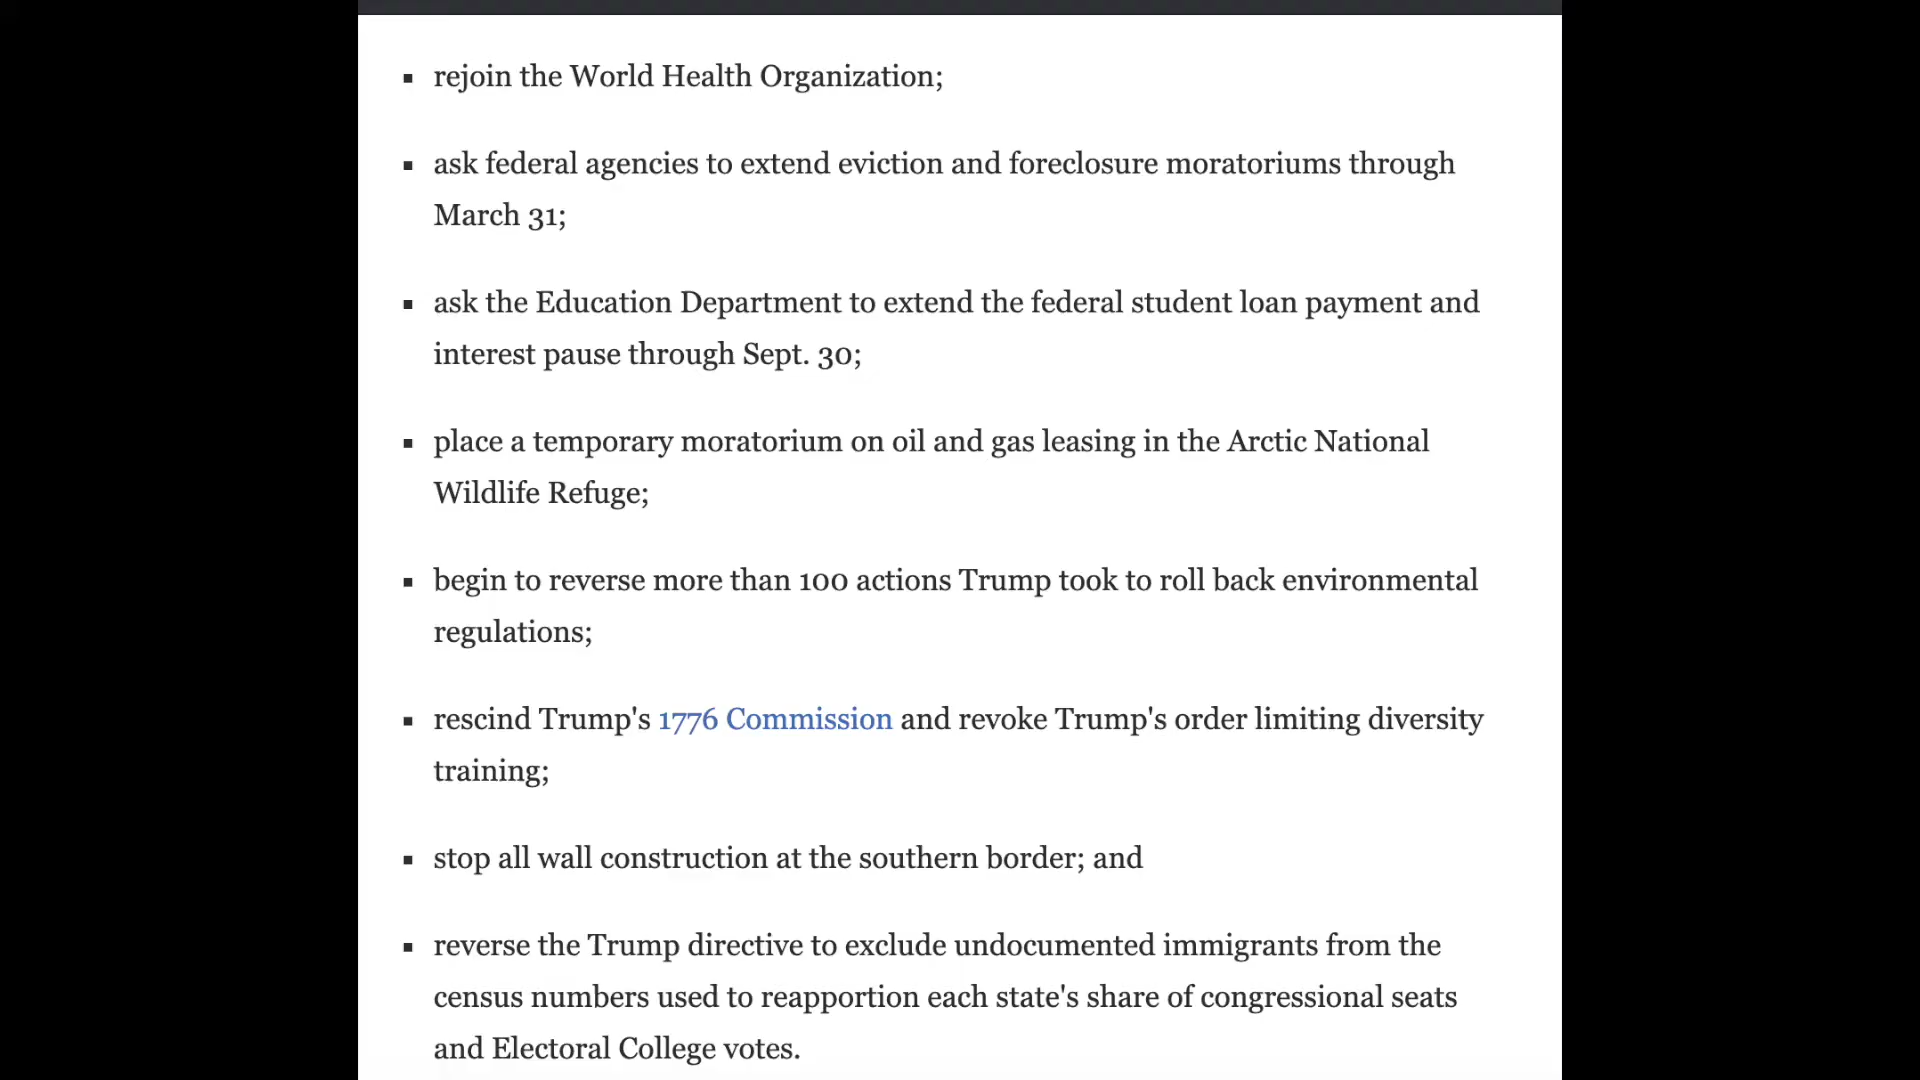 ▪ rejoin the World Health Organization;
▪ ask federal agencies to extend eviction and foreclosure moratoriums through
March 31;
▪ ask the Education Department to extend the federal student loan payment and
interest pause through Sept. 30;
▪ place a temporary moratorium on oil and gas leasing in the Arctic National
Wildlife Refuge;
▪ begin to reverse more than 100 actions Trump took to roll back environmental
regulations;
▪ rescind Trump's 1776 Commission and revoke Trump's order limiting diversity
training;
▪ stop all wall construction at the southern border; and
▪ reverse the Trump directive to exclude undocumented immigrants from the
census numbers used to reapportion each state's share of congressional seats
and Electoral College votes.